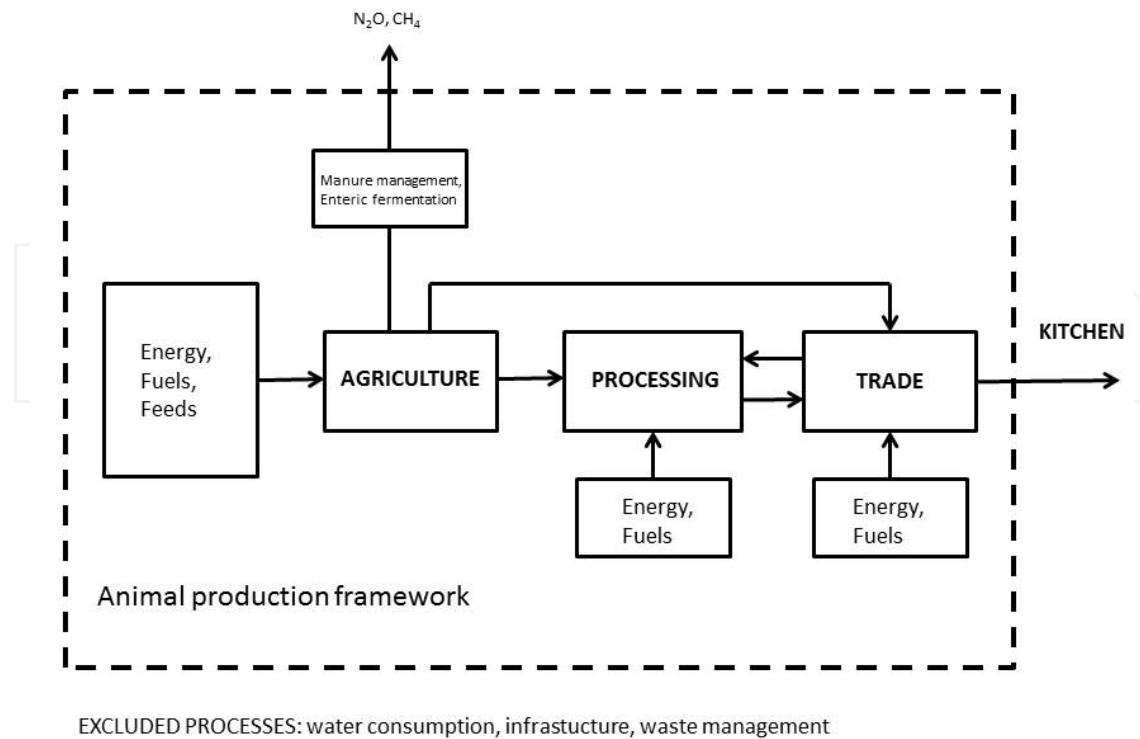 N₂O, CH₄
Manure management,
Enteric fermentation
Energy,
Fuels,
Feeds
AGRICULTURE
PROCESSING
TRADE
KITCHEN
Energy,
Fuels
Energy,
Fuels
Animal production framework
EXCLUDED PROCESSES: water consumption, infrastucture, waste management